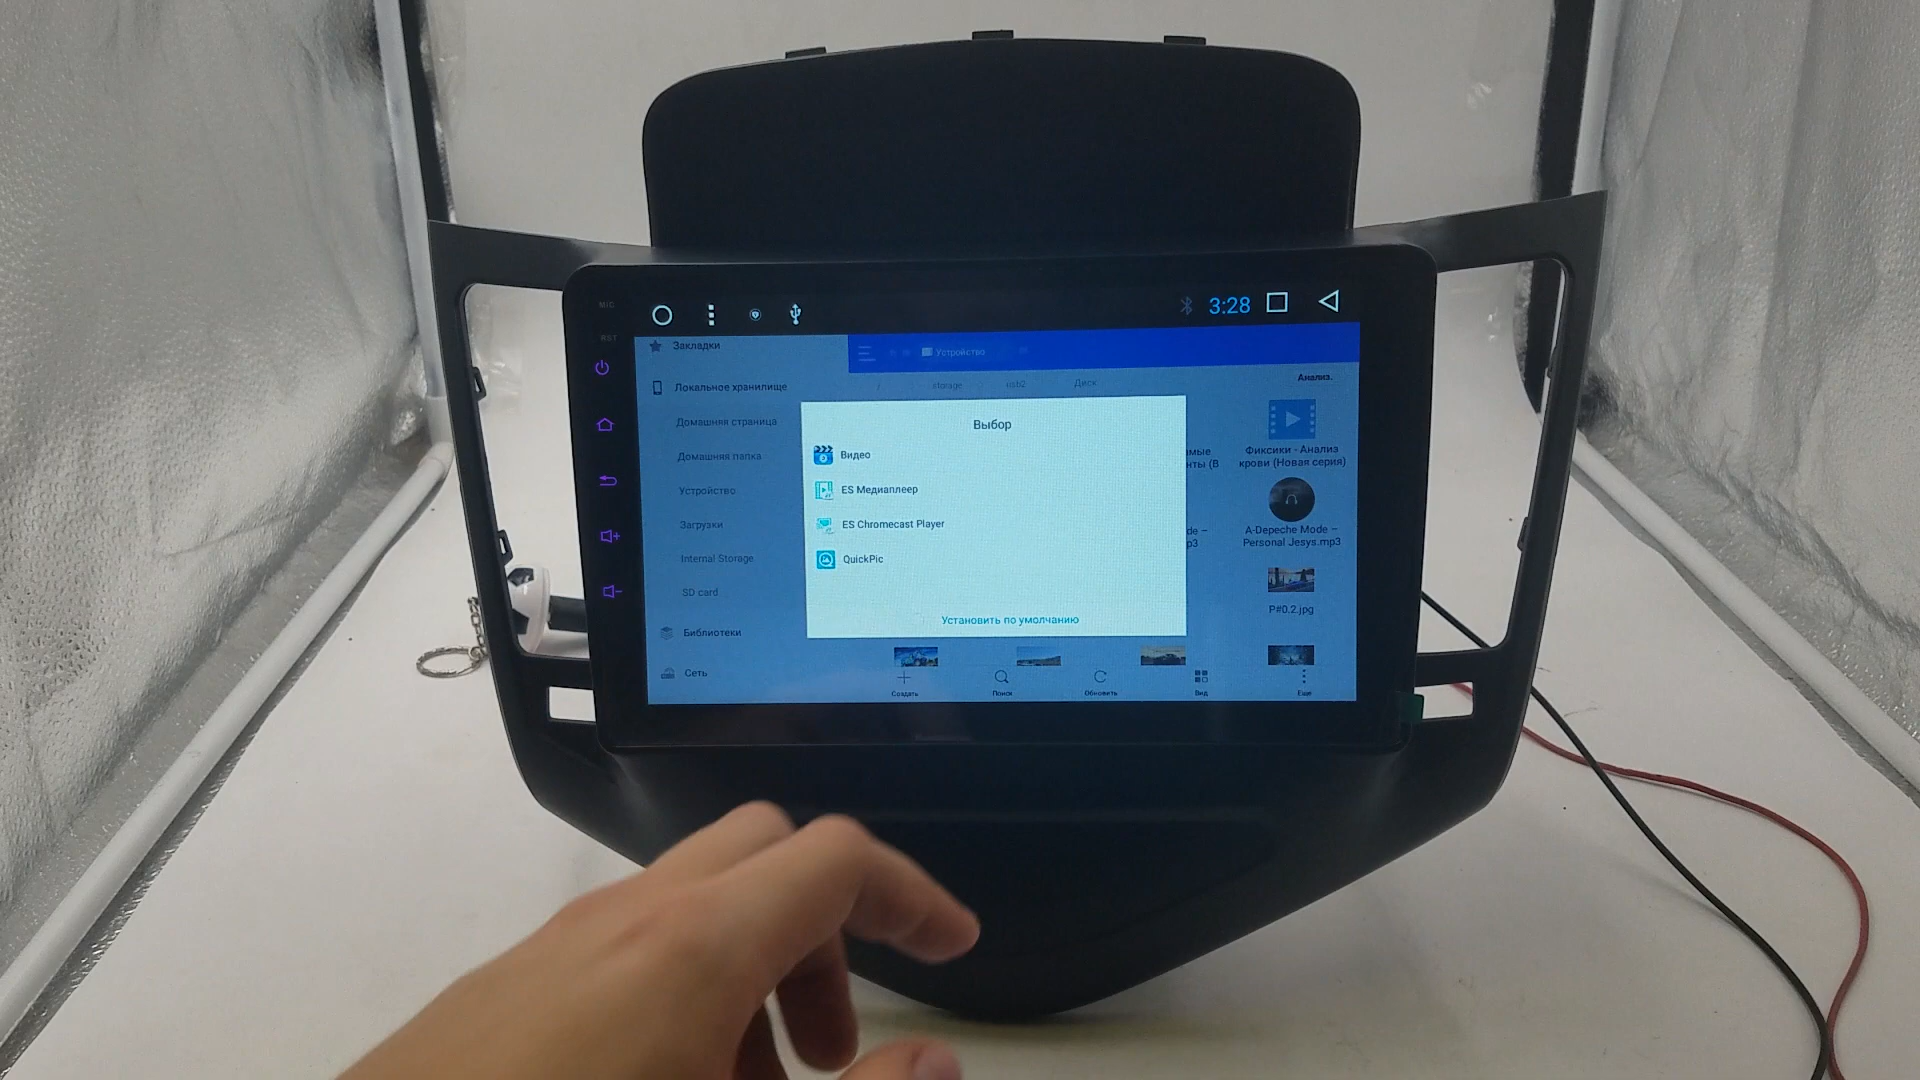 MIC
RST
3:28
Закладки
Локальное хранилище
Домашняя страница
Домашняя папка
Устройство
Загрузки
Internal Storage
SD card
Библиотеки
Сеть
Устройство
/ storage usb2 Диск
Анализ.
Выбор
Видео
ES Медиаплеер
ES Chromecast Player
QuickPic
Установить по умолчанию
Фиксики - Анализ
крови (Новая серия)
A-Depeche Mode –
Personal Jesys.mp3
P#0.2.jpg
Создать
Поиск
Обновить
Вид
Еще